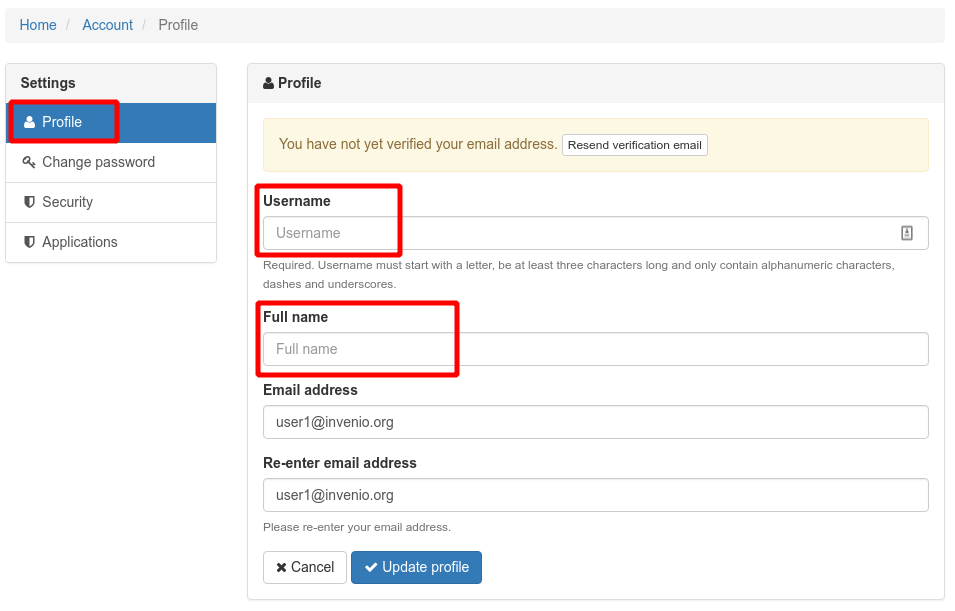 Home / Account / Profile
Settings
Profile
Change password
Security
Applications
Profile
You have not yet verified your email address. Resend verification email
Username
Username
Required. Username must start with a letter, be at least three characters long and only contain alphanumeric characters,
dashes and underscores.
Full name
Full name
Email address
user1@invenio.org
Re-enter email address
user1@invenio.org
Please re-enter your email address.
Cancel Update profile